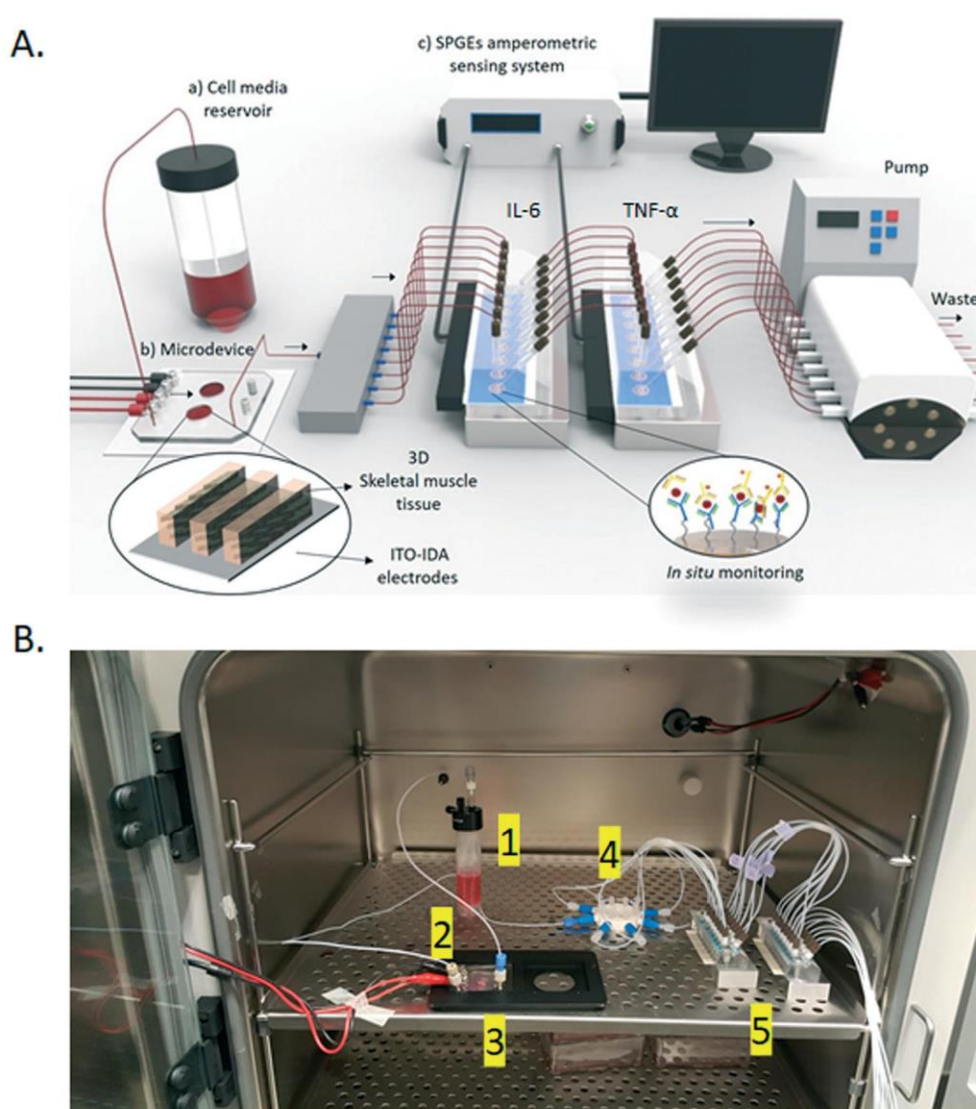 A.
c) SPGEs amperometric
sensing system
a) Cell media
reservoir
Pump
IL-6
TNF-α
Waste
b) Microdevice
3D
Skeletal muscle
tissue
ITO-IDA
electrodes
In situ monitoring
B.
1
4
2
3
5